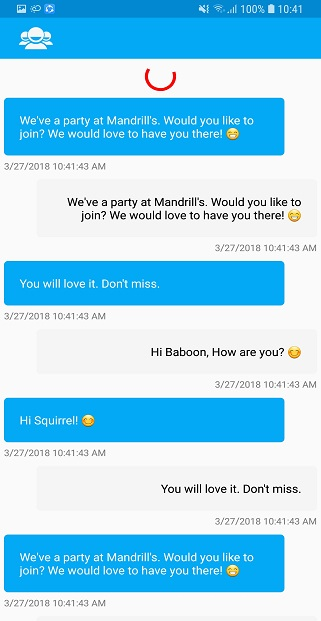 100% 10:41
We've a party at Mandrill's. Would you like to
join? We would love to have you there! 😁
3/27/2018 10:41:43 AM
We've a party at Mandrill's. Would you like to
join? We would love to have you there! 😁
3/27/2018 10:41:43 AM
You will love it. Don't miss.
3/27/2018 10:41:43 AM
Hi Baboon, How are you? 😊
3/27/2018 10:41:43 AM
Hi Squirrel! 😊
3/27/2018 10:41:43 AM
You will love it. Don't miss.
3/27/2018 10:41:43 AM
We've a party at Mandrill's. Would you like to
join? We would love to have you there! 😁
3/27/2018 10:41:43 AM